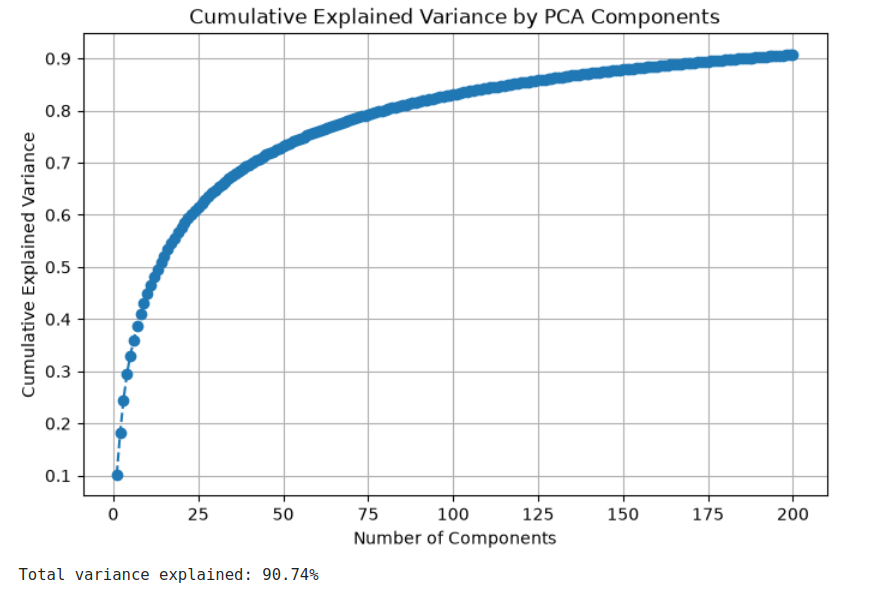 Cumulative Explained Variance by PCA Components
0.9
0.8
0.7
0.6
0.5
0.4
0.3
0.2
0.1
Cumulative Explained Variance
0 25 50 75 100 125 150 175 200
Number of Components
Total variance explained: 90.74%